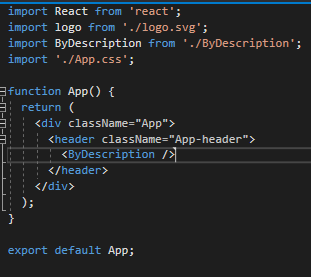 import React from 'react';
import logo from './logo.svg';
import ByDescription from './ByDescription';
import './App.css';

function App() {
  return (
    <div className="App">
      <header className="App-header">
        <ByDescription />
      </header>
    </div>
  );
}

export default App;